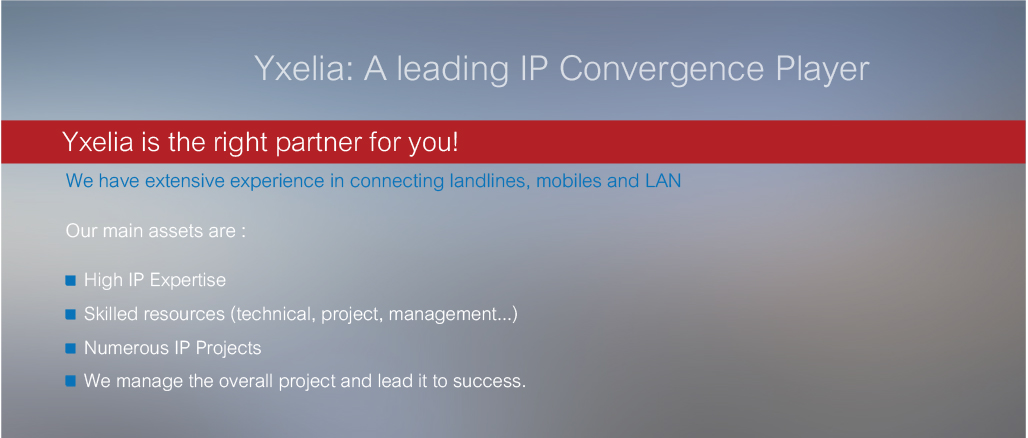 Yxelia: A leading IP Convergence Player
Yxelia is the right partner for you!
We have extensive experience in connecting landlines, mobiles and LAN
Our main assets are :
High IP Expertise
Skilled resources (technical, project, management...)
Numerous IP Projects
We manage the overall project and lead it to success.